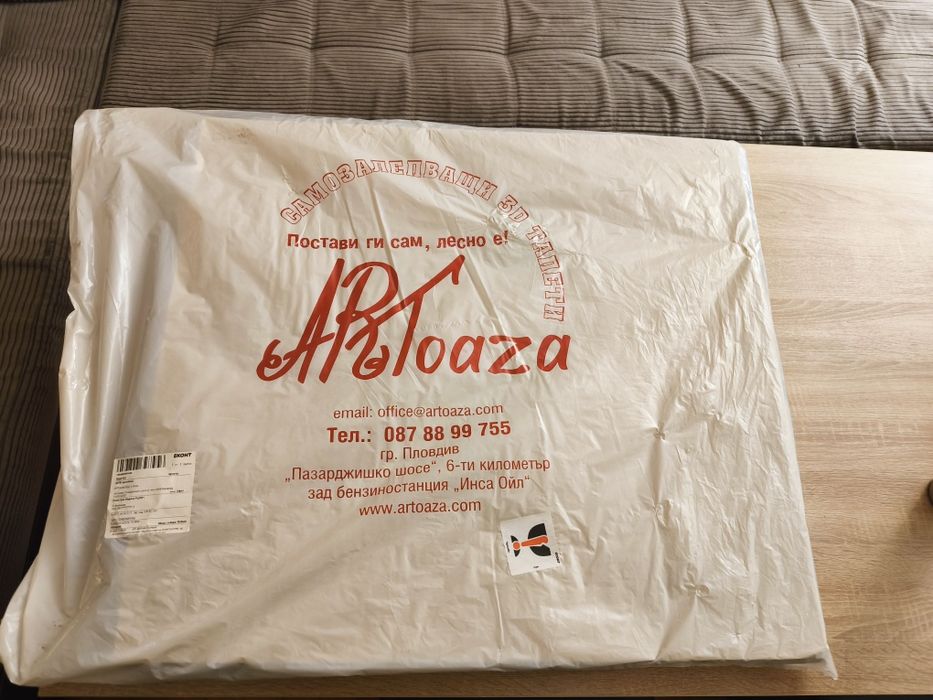 САМОЗАЛЕПВАЩИ 3D ТАПЕТИ
Постави ги сам, лесно е!
ARToaza
email: office@artoaza.com
Тел.: 087 88 99 755
гр. Пловдив
„Пазарджишко шосе“, 6-ти километър
зад бензиностанция „Инса Ойл“
www.artoaza.com
ЕКОНТ